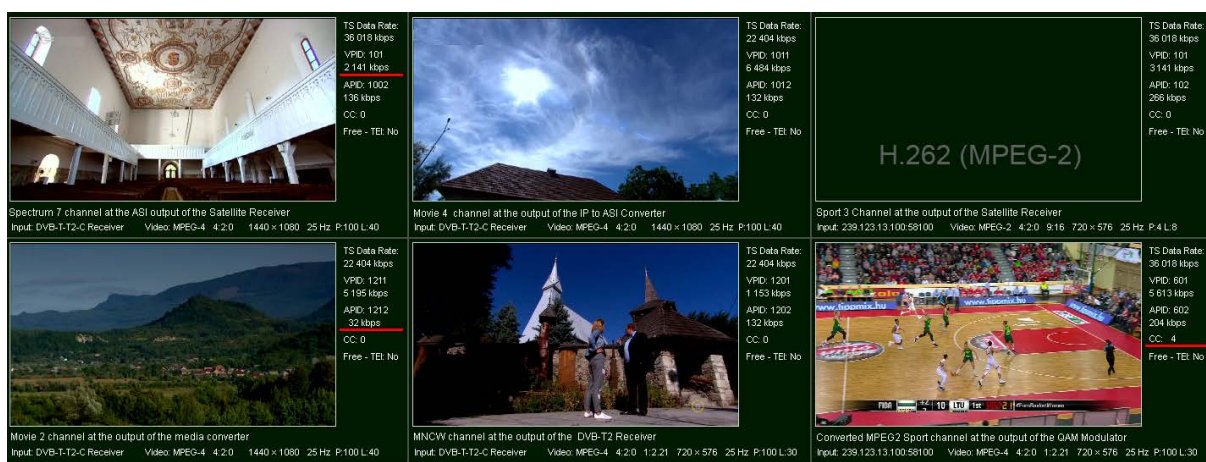 TS Data Rate:
36 018 kbps
VPID: 101
2 141 kbps
APID: 1002
136 kbps
CC: 0
Free - TEI: No
Spectrum 7 channel at the ASI output of the Satellite Receiver
Input: DVB-T-T2-C Receiver Video: MPEG-4 4:2:0 1440 × 1080 25 Hz P:100 L:40
TS Data Rate:
22 404 kbps
VPID: 1011
6 484 kbps
APID: 1012
132 kbps
CC: 0
Free - TEI: No
Movie 4 channel at the output of the IP to ASI Converter
Input: DVB-T-T2-C Receiver Video: MPEG-4 4:2:0 1440 × 1080 25 Hz P:100 L:40
H.262 (MPEG-2)
TS Data Rate:
36 018 kbps
VPID: 101
3 141 kbps
APID: 102
266 kbps
CC: 0
Free - TEI: No
Sport 3 Channel at the output of the Satellite Receiver
Input: 239.123.13.100:58100 Video: MPEG-2 4:2:0 9:16 720 × 576 25 Hz P:4 L:8
TS Data Rate:
22 404 kbps
VPID: 1211
5 195 kbps
APID: 1212
32 kbps
CC: 0
Free - TEI: No
Movie 2 channel at the output of the media converter
Input: DVB-T-T2-C Receiver Video: MPEG-4 4:2:0 1440 × 1080 25 Hz P:100 L:40
TS Data Rate:
22 404 kbps
VPID: 1201
1 153 kbps
APID: 1202
132 kbps
CC: 0
Free - TEI: No
MNCW channel at the output of the DVB-T2 Receiver
Input: DVB-T-T2-C Receiver Video: MPEG-4 4:2:0 1:2.21 720 × 576 25 Hz P:100 L:30
www.tippmix.hu
www.tippmix.hu
FIBA 10 LTU 1st
TS Data Rate:
36 018 kbps
VPID: 601
5 613 kbps
APID: 602
204 kbps
CC: 4
Free - TEI: No
Converted MPEG2 Sport channel at the output of the QAM Modulator
Input: 239.123.13.100:58100 Video: MPEG-4 4:2:0 1:2.21 720 × 576 25 Hz P:100 L:30